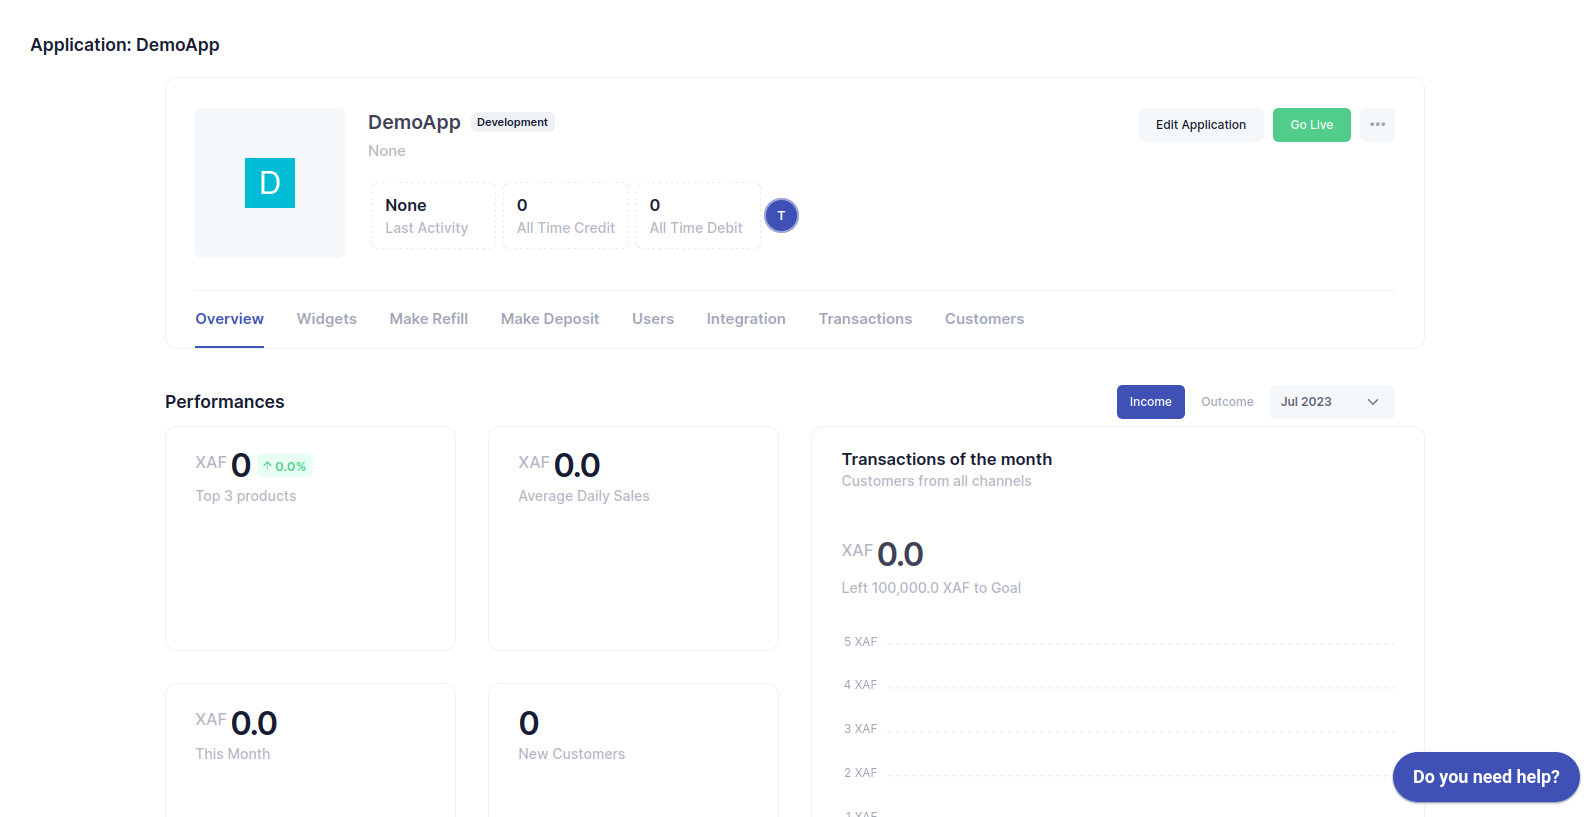 Application: DemoApp
D
DemoApp Development
None
Edit Application Go Live •••
None
Last Activity
0
All Time Credit
0
All Time Debit
T
Overview Widgets Make Refill Make Deposit Users Integration Transactions Customers
Performances
Income Outcome Jul 2023
XAF 0 ↑ 0.0%
Top 3 products
XAF 0.0
Average Daily Sales
Transactions of the month
Customers from all channels
XAF 0.0
Left 100,000.0 XAF to Goal
5 XAF
4 XAF
3 XAF
2 XAF
1 XAF
XAF 0.0
This Month
0
New Customers
Do you need help?